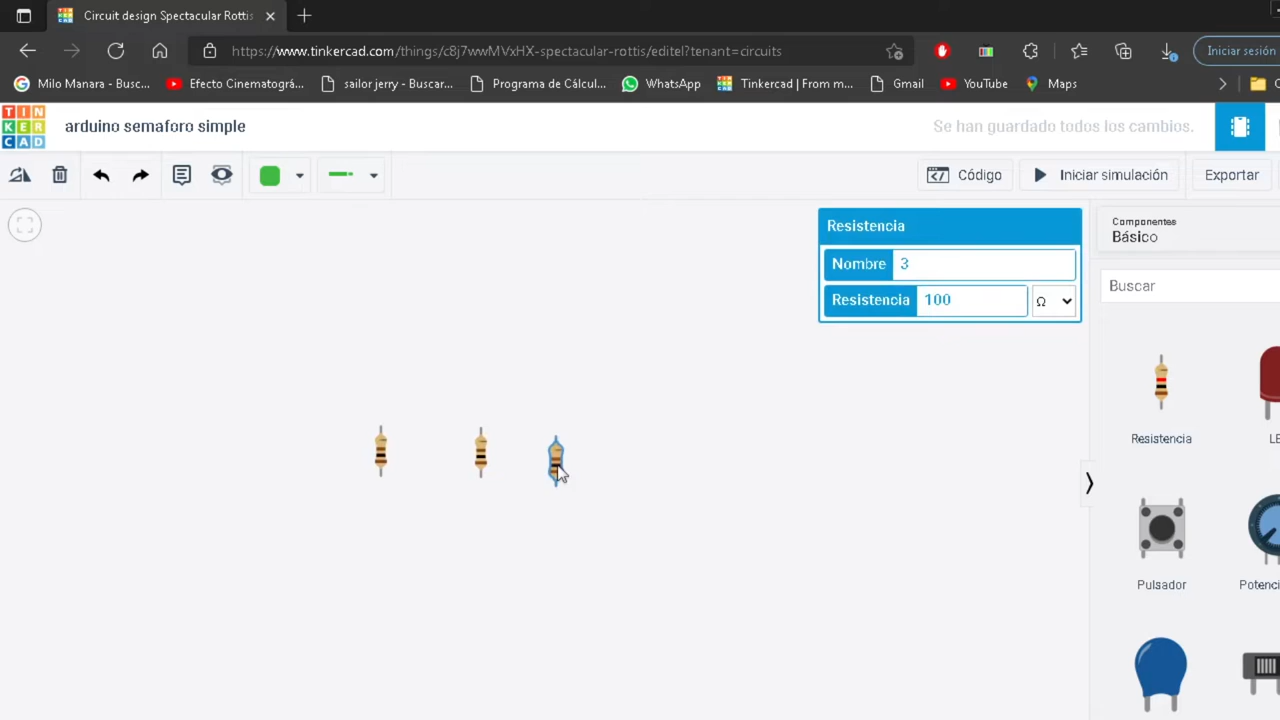 Circuit design Spectacular Rottis
https://www.tinkercad.com/things/c8j7wwMVxHX-spectacular-rottis/editel?tenant=circuits
Iniciar sesión
Milo Manara - Busc...
Efecto Cinematográ...
sailor jerry - Buscar...
Programa de Cálcul...
WhatsApp
Tinkercad | From m...
Gmail
YouTube
Maps
TIN
KER
CAD
arduino semaforo simple
Se han guardado todos los cambios.
Código
Iniciar simulación
Exportar
Resistencia
Nombre 3
Resistencia 100 Ω
Componentes
Básico
Buscar
Resistencia
LE
Pulsador
Potenci